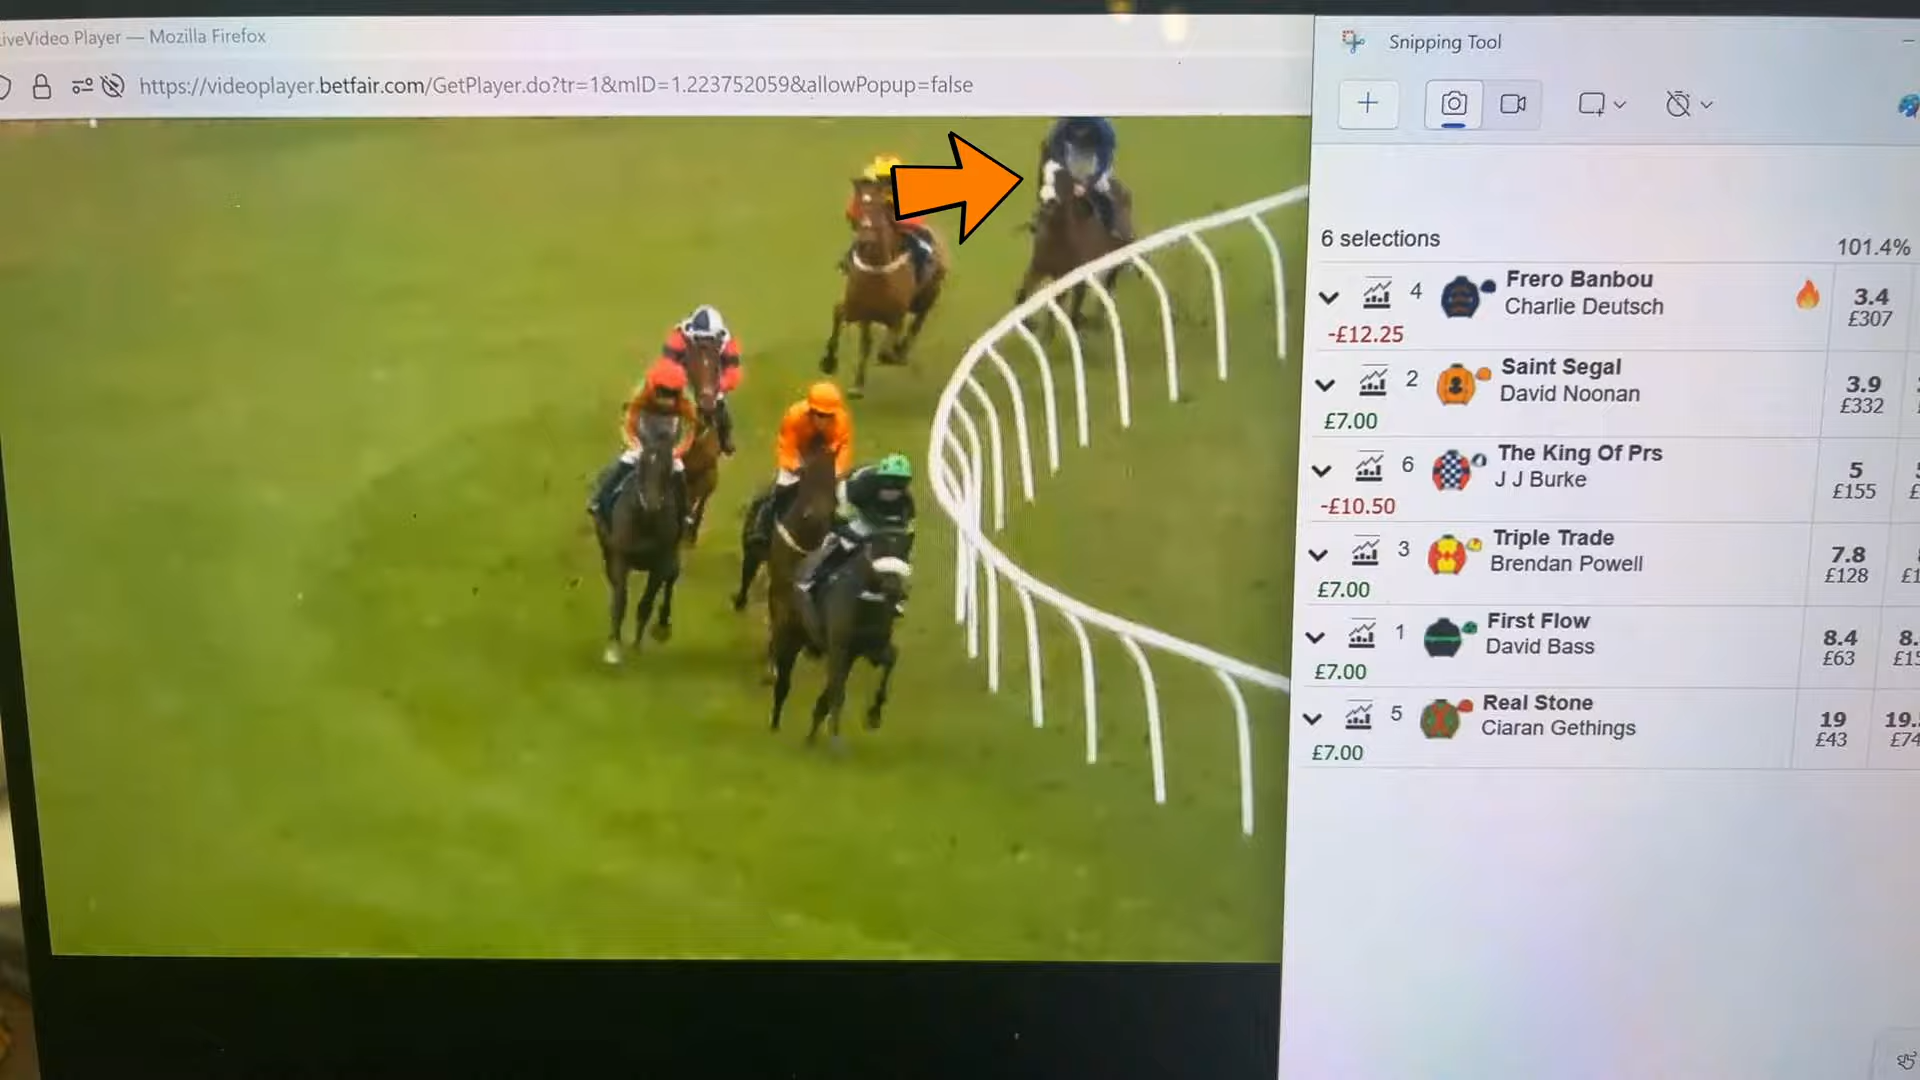 iveVideo Player — Mozilla Firefox
https://videoplayer.betfair.com/GetPlayer.do?tr=1&mID=1.223752059&allowPopup=false
Snipping Tool
6 selections
101.4%
4 Frero Banbou 3.4
Charlie Deutsch £307
-£12.25
2 Saint Segal 3.9
David Noonan £332
£7.00
6 The King Of Prs 5
J J Burke £155
-£10.50
3 Triple Trade 7.8
Brendan Powell £128
£7.00
1 First Flow 8.4
David Bass £63
£7.00
5 Real Stone 19
Ciaran Gethings £43
£7.00